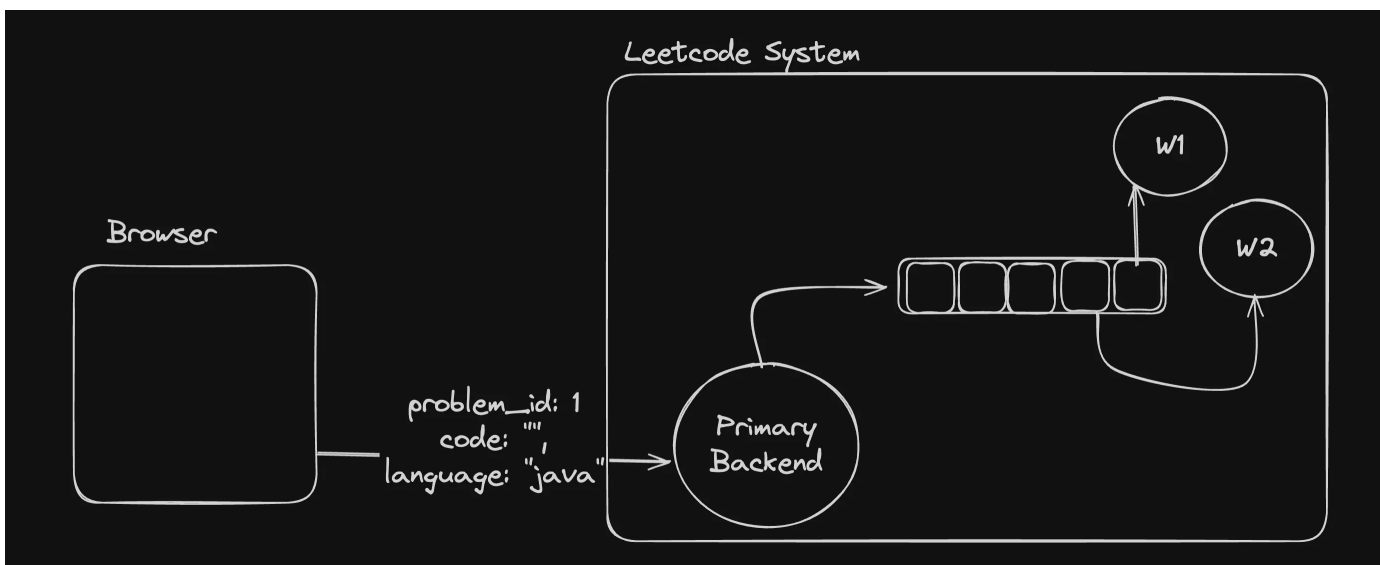 Leetcode System
W1
W2
Browser
problem_id: 1
code: "",
language: "java"
Primary
Backend